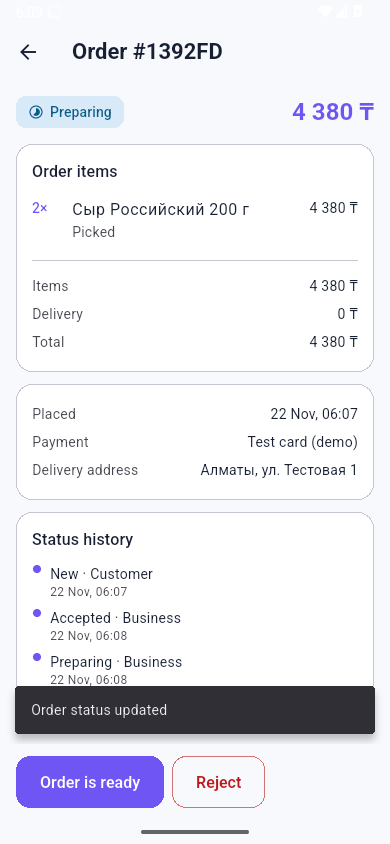 6:09
Order #1392FD
Preparing
4 380 ₸
Order items
2× Сыр Российский 200 г 4 380 ₸
Picked
Items 4 380 ₸
Delivery 0 ₸
Total 4 380 ₸
Placed 22 Nov, 06:07
Payment Test card (demo)
Delivery address Алматы, ул. Тестовая 1
Status history
New · Customer
22 Nov, 06:07
Accepted · Business
22 Nov, 06:08
Preparing · Business
22 Nov, 06:08
Order status updated
Order is ready Reject